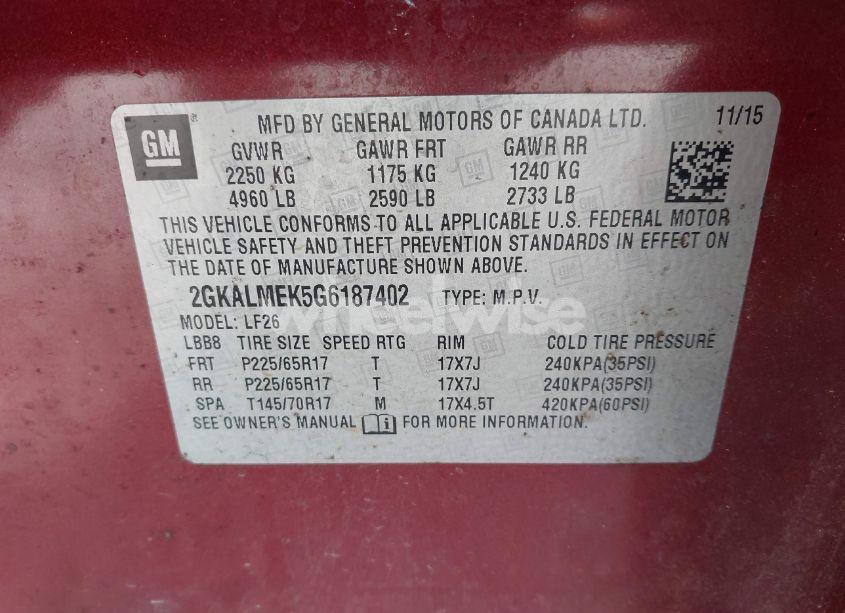 GM
MFD BY GENERAL MOTORS OF CANADA LTD. 11/15
GVWR GAWR FRT GAWR RR
2250 KG 1175 KG 1240 KG
4960 LB 2590 LB 2733 LB
THIS VEHICLE CONFORMS TO ALL APPLICABLE U.S. FEDERAL MOTOR
VEHICLE SAFETY AND THEFT PREVENTION STANDARDS IN EFFECT ON
THE DATE OF MANUFACTURE SHOWN ABOVE.
2GKALMEK5G6187402 TYPE: M.P.V.
wheelwise
MODEL: LF26
LBB8 TIRE SIZE SPEED RTG RIM COLD TIRE PRESSURE
FRT P225/65R17 T 17X7J 240KPA(35PSI)
RR P225/65R17 T 17X7J 240KPA(35PSI)
SPA T145/70R17 M 17X4.5T 420KPA(60PSI)
SEE OWNER'S MANUAL FOR MORE INFORMATION.